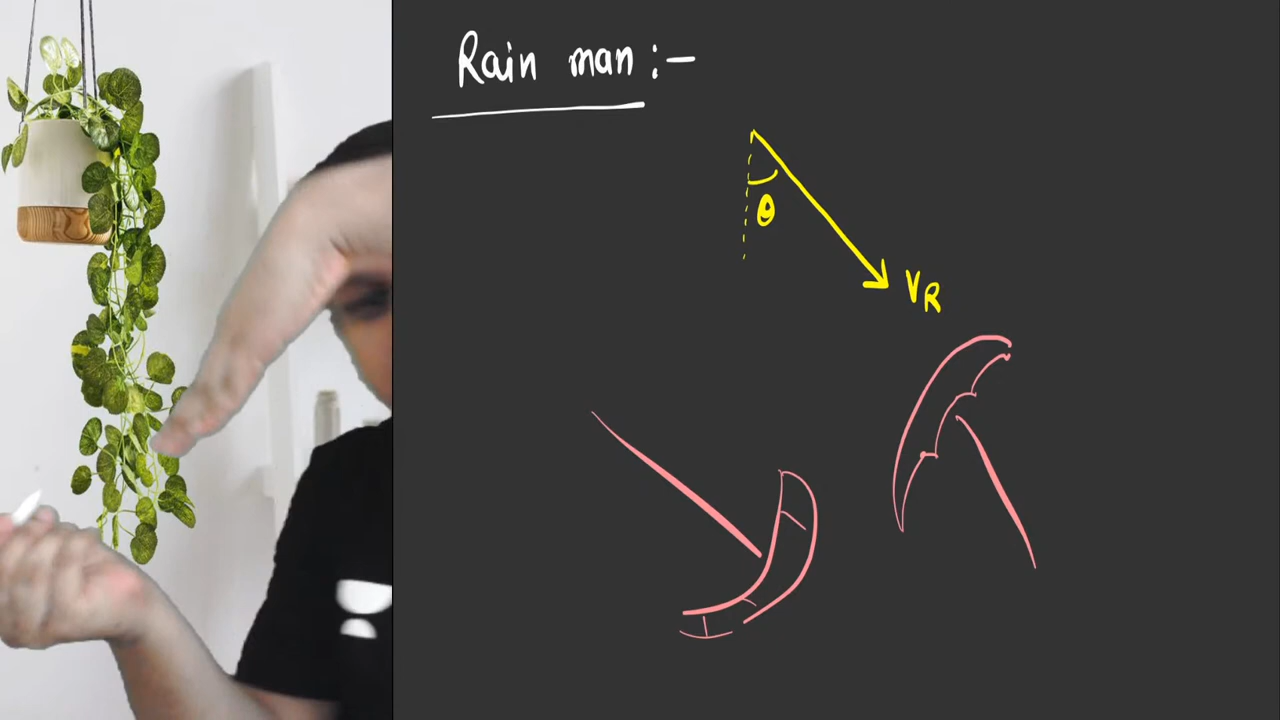 Rain man :-
θ
VR